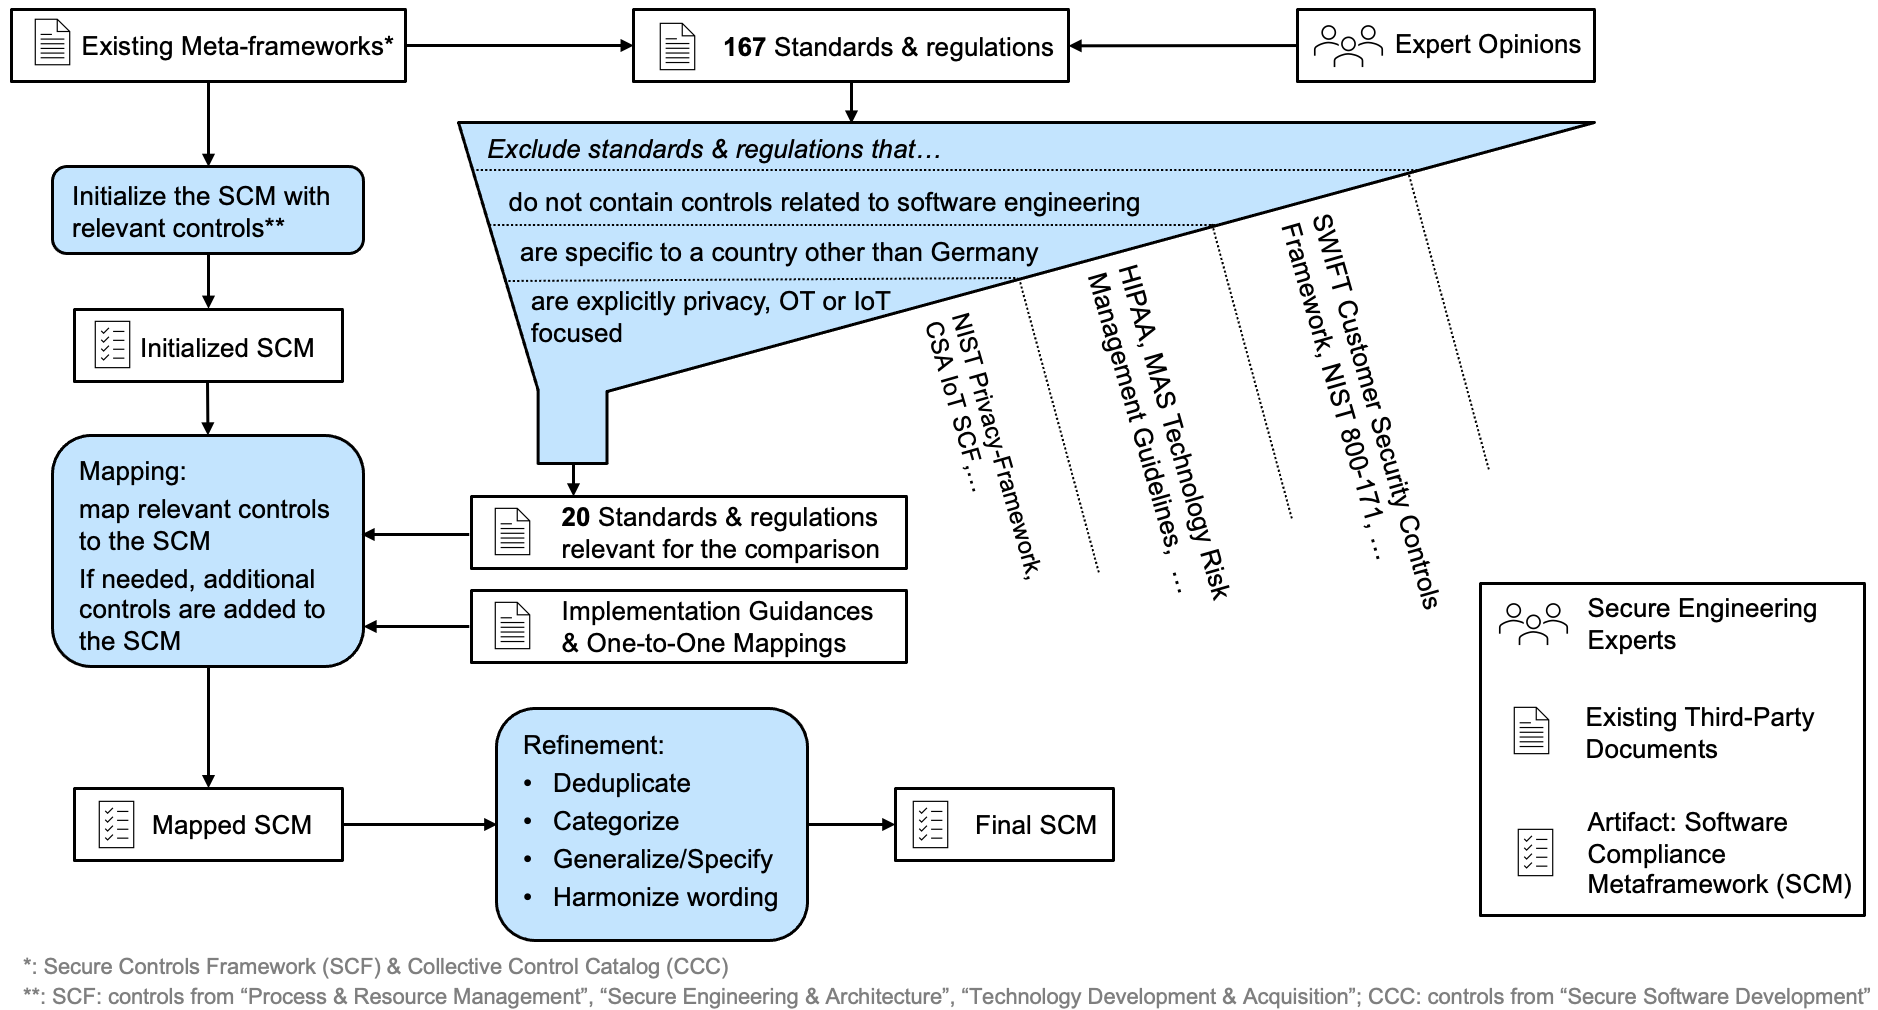 Existing Meta-frameworks*
167 Standards & regulations
Expert Opinions
Exclude standards & regulations that…
do not contain controls related to software engineering
are specific to a country other than Germany
are explicitly privacy, OT or IoT
focused
SWIFT Customer Security Controls
Framework, NIST 800-171, …
HIPAA, MAS Technology Risk
Management Guidelines, …
NIST Privacy-Framework,
CSA IoT SCF,…
Initialize the SCM with
relevant controls**
Initialized SCM
Mapping:
map relevant controls
to the SCM
If needed, additional
controls are added to
the SCM
20 Standards & regulations
relevant for the comparison
Implementation Guidances
& One-to-One Mappings
Mapped SCM
Refinement:
• Deduplicate
• Categorize
• Generalize/Specify
• Harmonize wording
Final SCM
Secure Engineering
Experts
Existing Third-Party
Documents
Artifact: Software
Compliance
Metaframework (SCM)
*: Secure Controls Framework (SCF) & Collective Control Catalog (CCC)
**: SCF: controls from “Process & Resource Management”, “Secure Engineering & Architecture”, “Technology Development & Acquisition”; CCC: controls from “Secure Software Development”